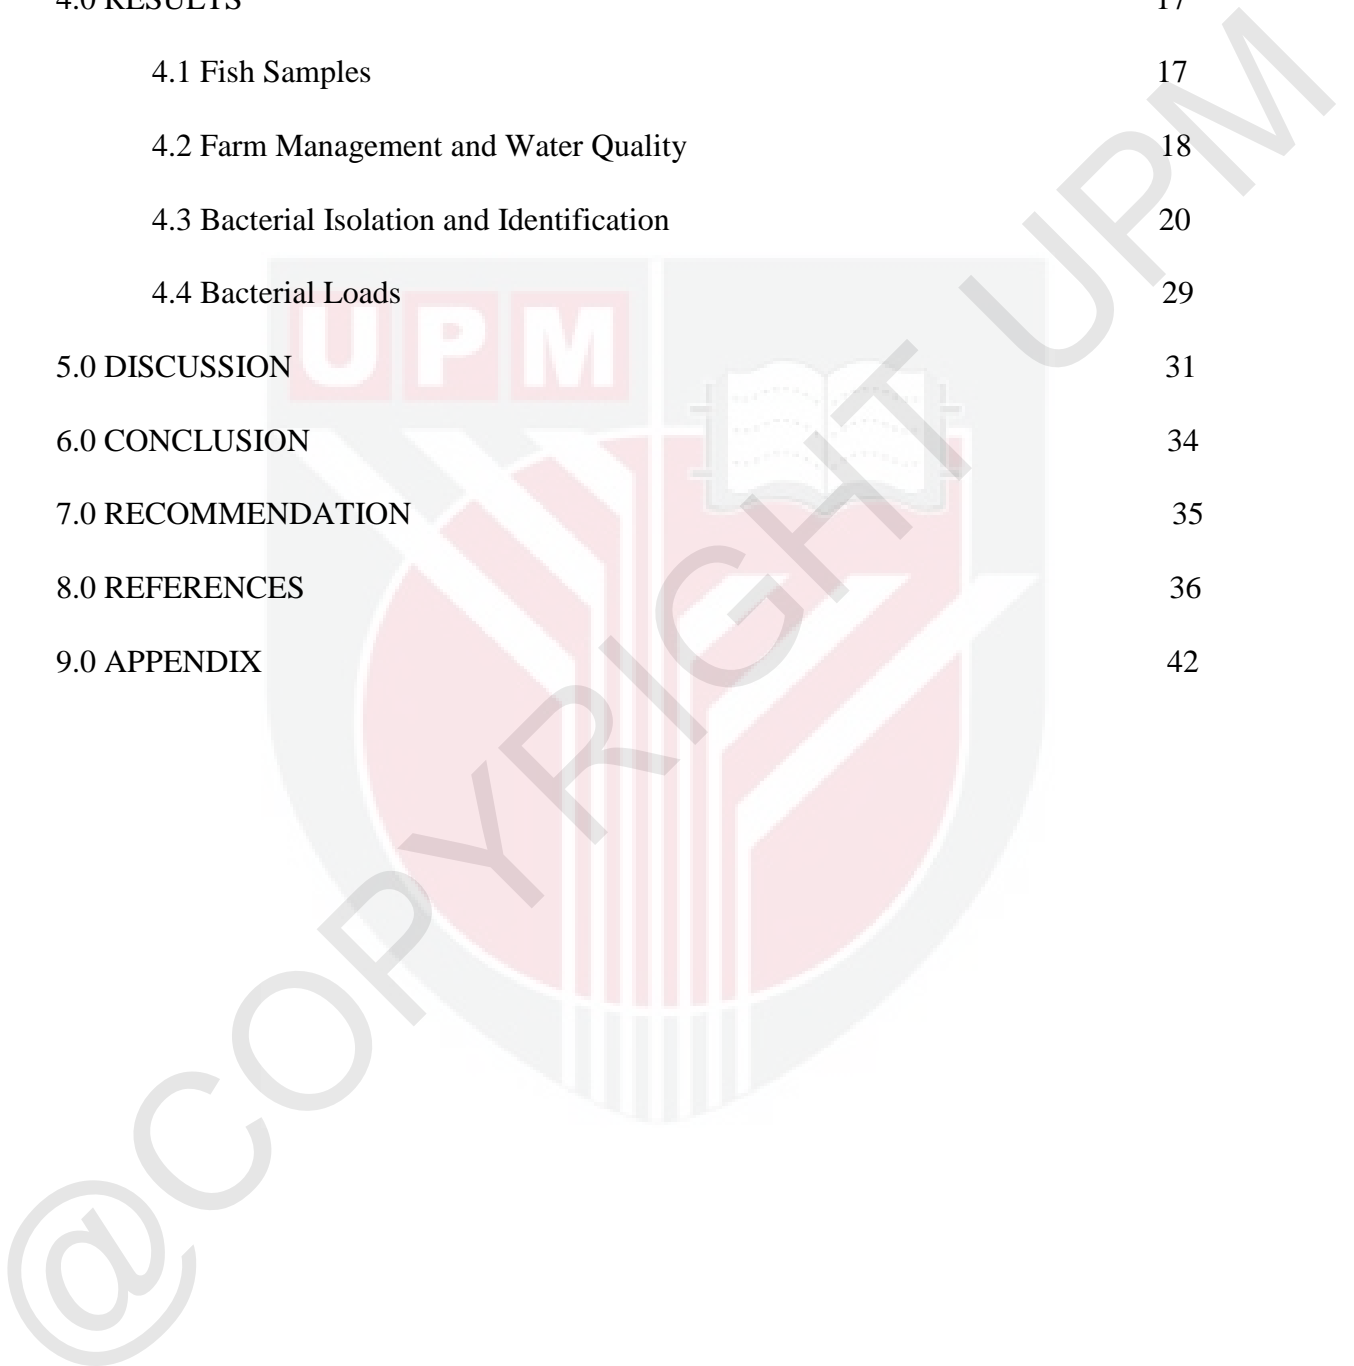 4.0 RESULTS 17
4.1 Fish Samples 17
4.2 Farm Management and Water Quality 18
4.3 Bacterial Isolation and Identification 20
4.4 Bacterial Loads 29
UPM
5.0 DISCUSSION 31
6.0 CONCLUSION 34
7.0 RECOMMENDATION 35
8.0 REFERENCES 36
9.0 APPENDIX 42
@COPYRIGHT UPM